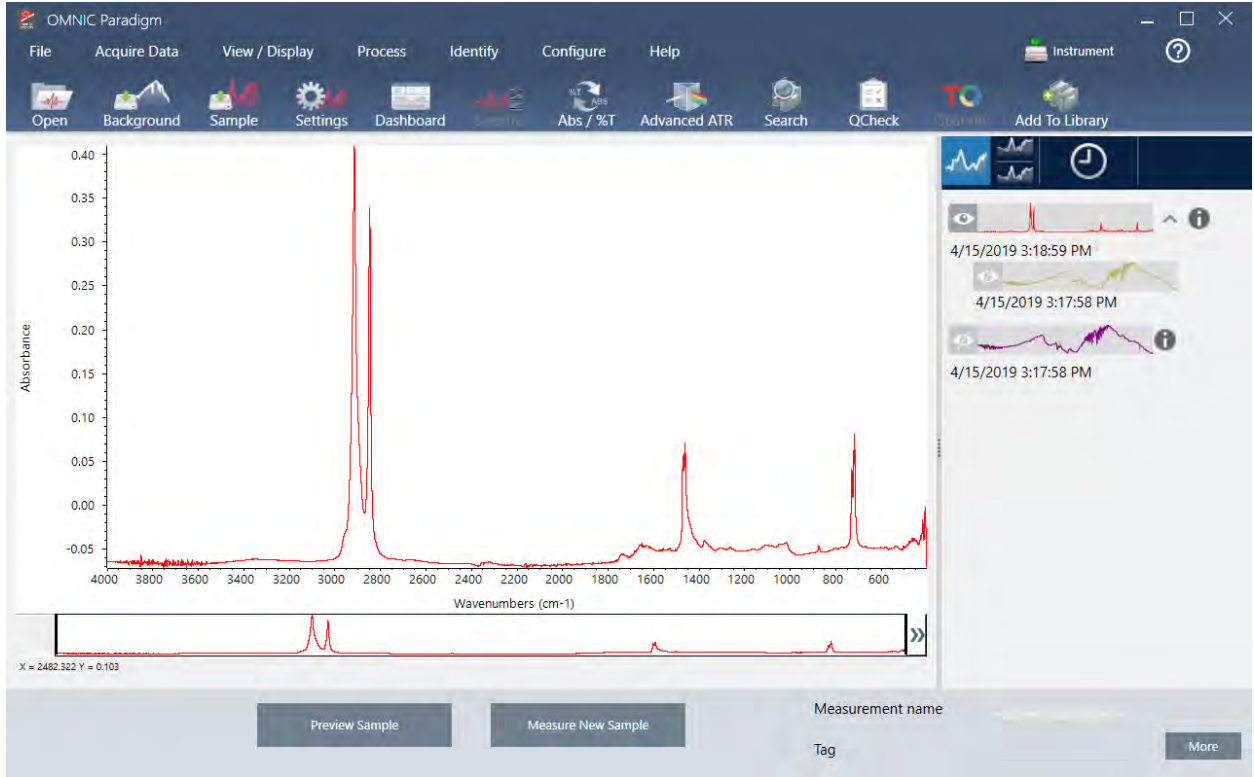 OMNIC Paradigm
File Acquire Data View / Display Process Identify Configure Help Instrument ?
%T ABS
Open Background Sample Settings Dashboard Abs / %T Advanced ATR Search QCheck Add To Library
0.40
0.35
0.30
0.25
0.20
0.15
0.10
0.05
0.00
-0.05
Absorbance
4000 3800 3600 3400 3200 3000 2800 2600 2400 2200 2000 1800 1600 1400 1200 1000 800 600
Wavenumbers (cm-1)
X = 2482.322 Y = 0.103
4/15/2019 3:18:59 PM
4/15/2019 3:17:58 PM
4/15/2019 3:17:58 PM
Preview Sample
Measure New Sample
Measurement name
Tag
More